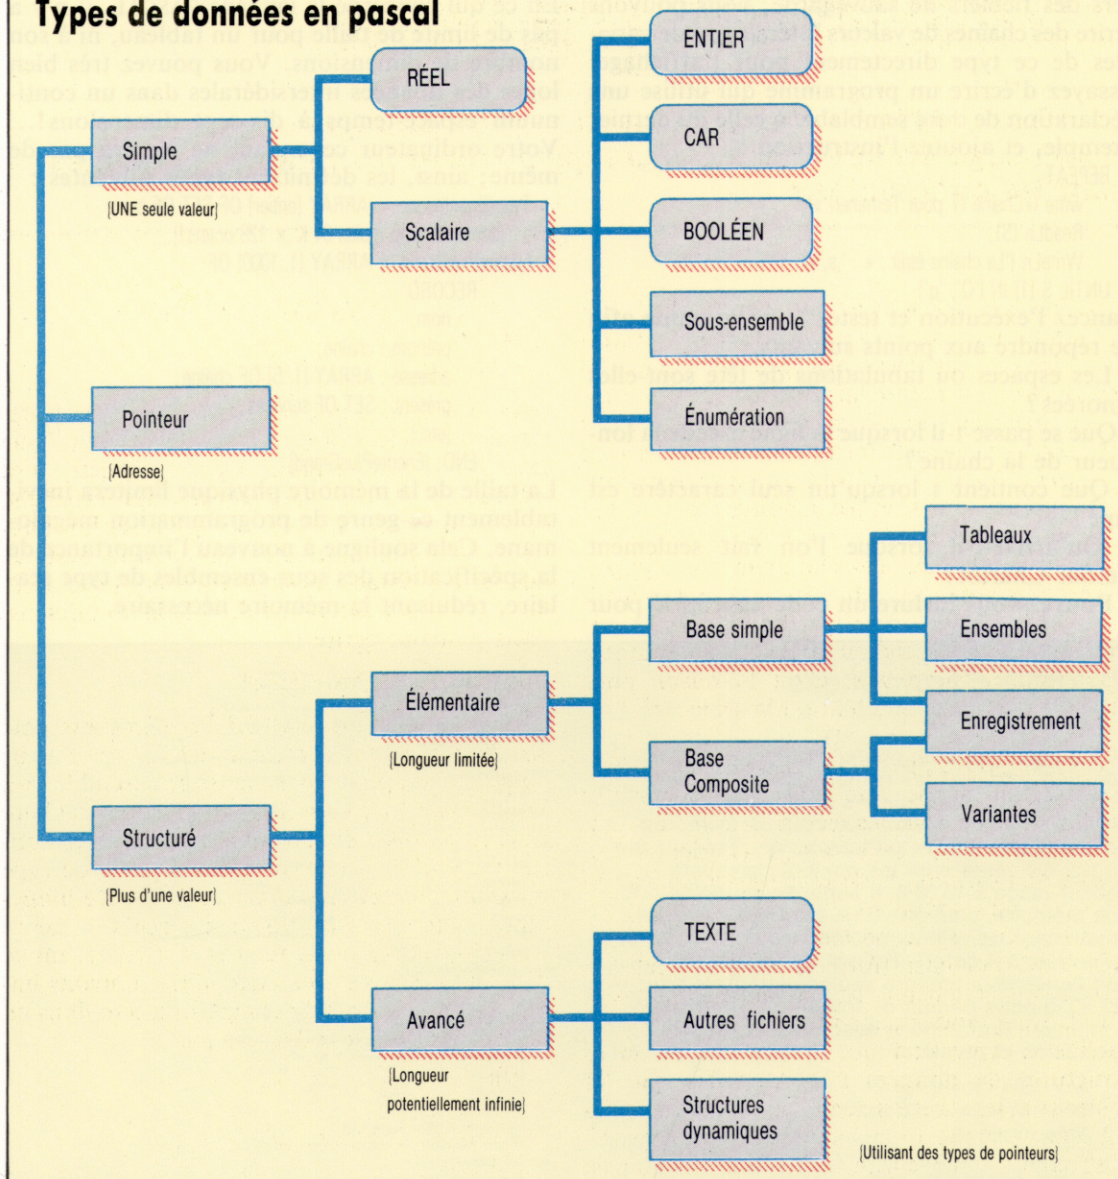 Types de données en pascal
RÉEL
ENTIER
Simple
{UNE seule valeur}
CAR
Scalaire
BOOLÉEN
Sous-ensemble
Pointeur
{Adresse}
Énumération
Tableaux
Base simple
Ensembles
Élémentaire
{Longueur limitée}
Enregistrement
Base
Composite
Structuré
{Plus d'une valeur}
Variantes
TEXTE
Avancé
{Longueur
potentiellement infinie}
Autres fichiers
Structures
dynamiques
{Utilisant des types de pointeurs}